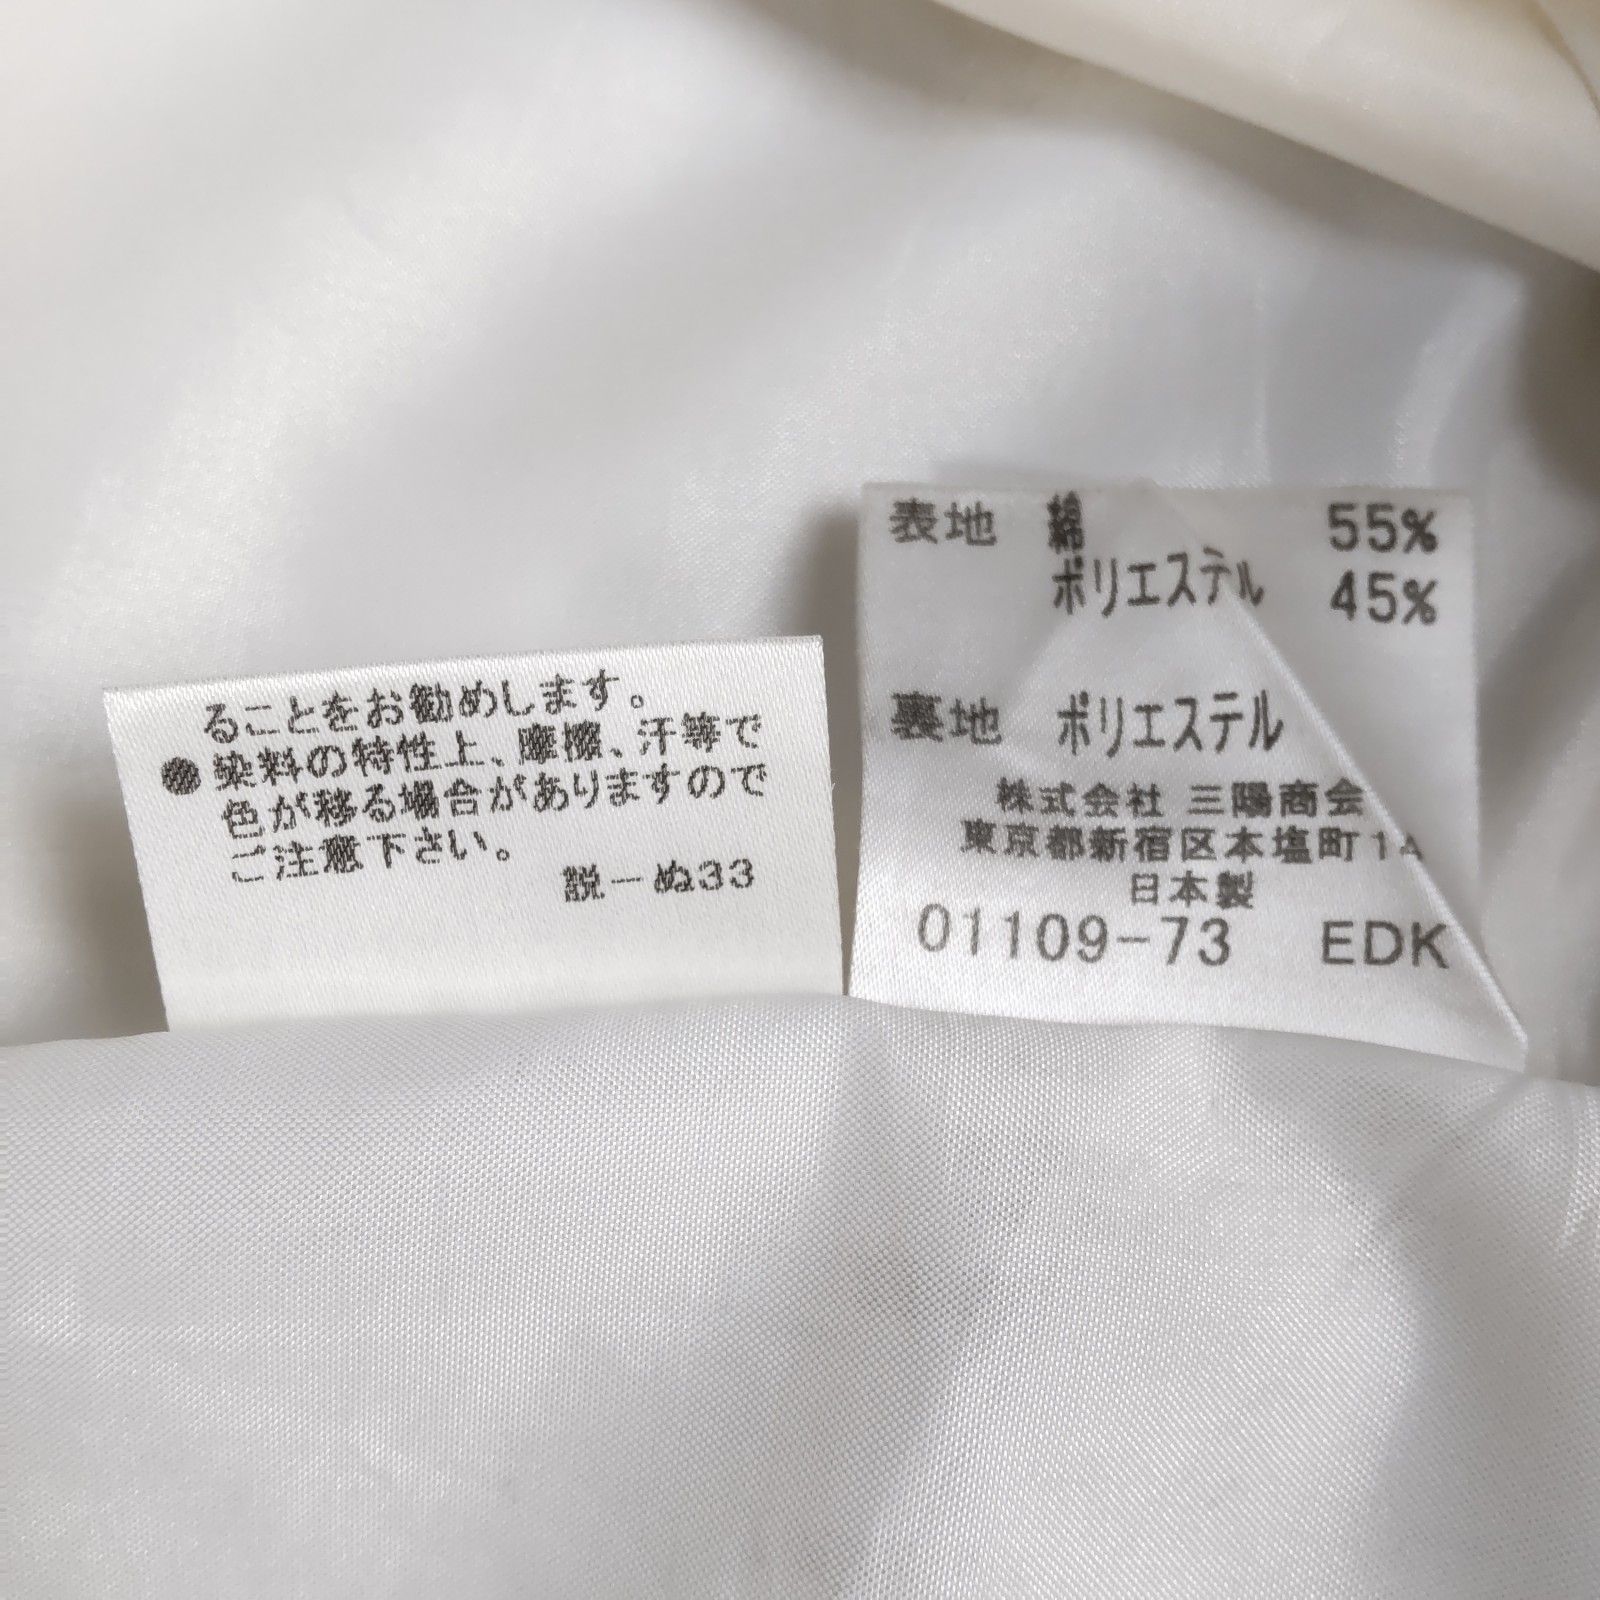 ることをお勧めします。
●染料の特性上、摩擦、汗等で
色が移る場合がありますので
ご注意下さい。
説ーぬ33
表地 綿 55%
ポリエステル 45%
裏地 ポリエステル
株式会社 三陽商会
東京都新宿区本塩町14
日本製
01109-73 EDK